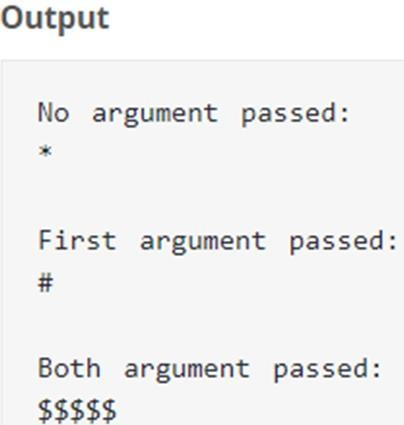 Output
No argument passed:
*
First argument passed:
#
Both argument passed:
$$$$$